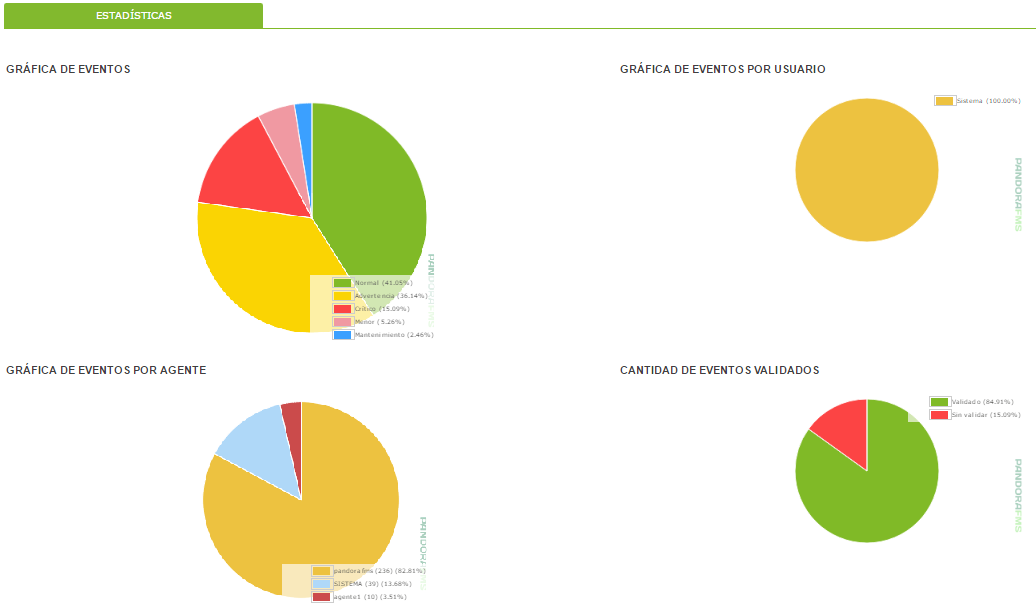 ESTADÍSTICAS
GRÁFICA DE EVENTOS
Normal (41.05%)
Advertencia (36.14%)
Crítico (15.09%)
Menor (5.26%)
Mantenimiento (2.46%)
PANDORAFMS
GRÁFICA DE EVENTOS POR USUARIO
Sistema (100.00%)
PANDORAFMS
GRÁFICA DE EVENTOS POR AGENTE
pandorafms (236) (82.81%)
SISTEMA (39) (13.68%)
agente1 (10) (3.51%)
PANDORAFMS
CANTIDAD DE EVENTOS VALIDADOS
Validado (84.91%)
Sin validar (15.09%)
PANDORAFMS